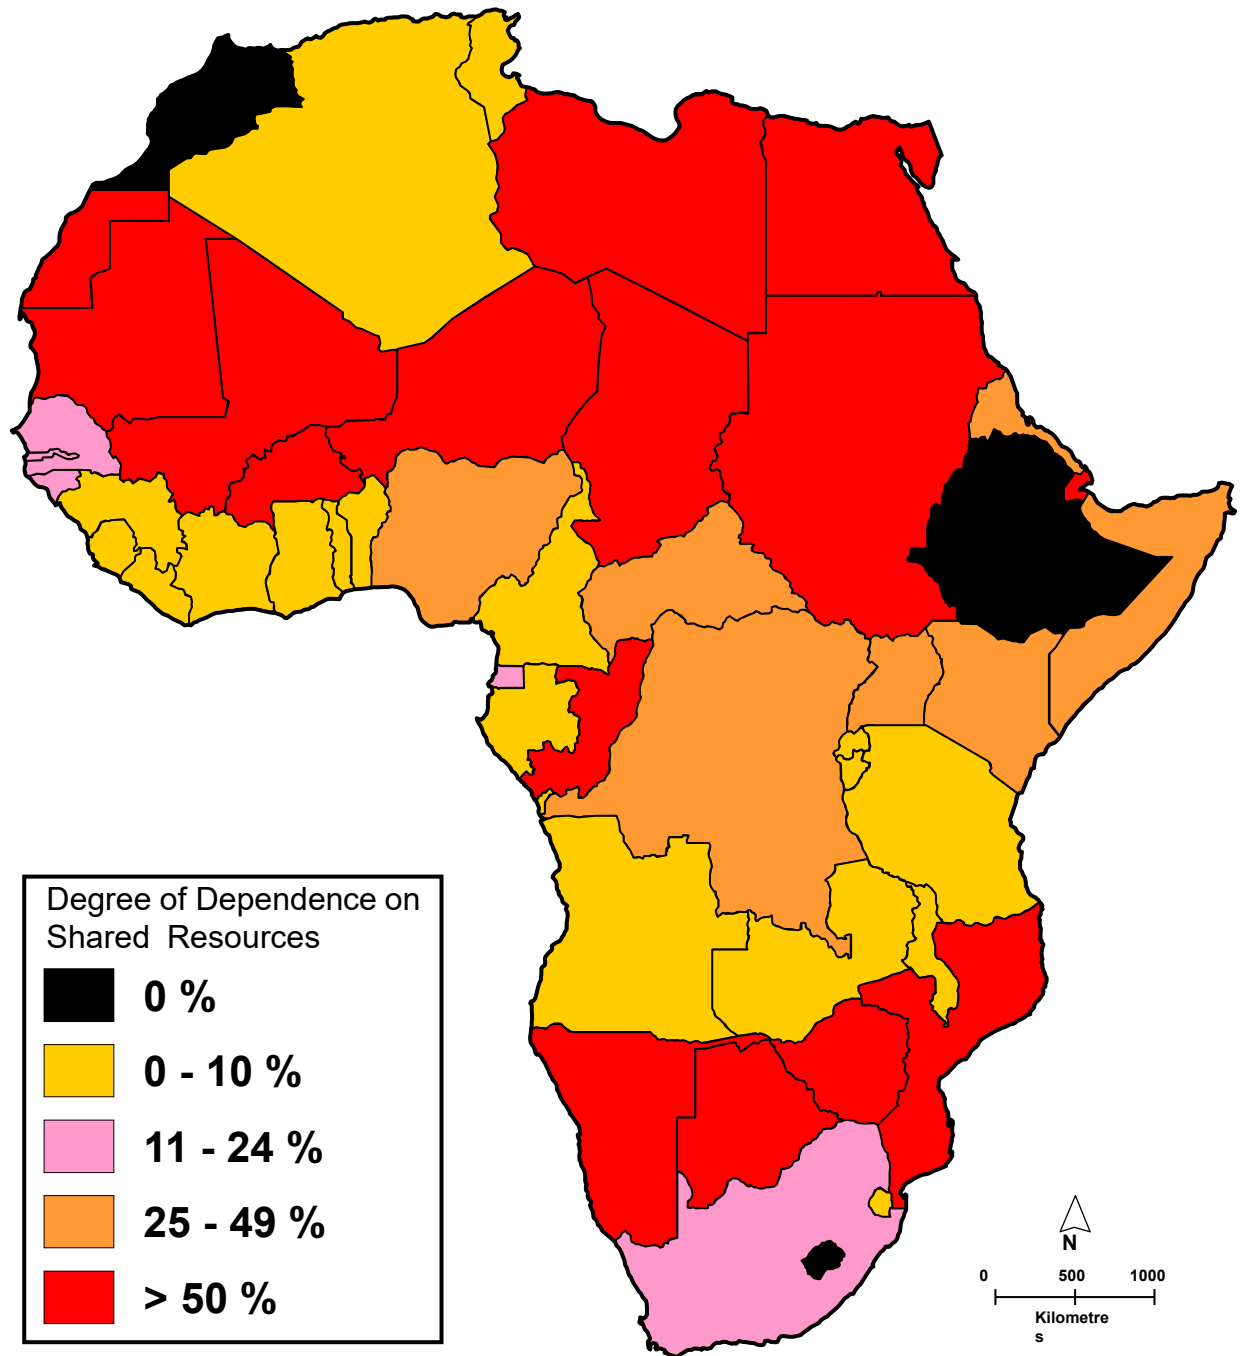 Degree of Dependence on
Shared Resources
0 %
0 - 10 %
11 - 24 %
25 - 49 %
> 50 %
N
0 500 1000
Kilometre
s